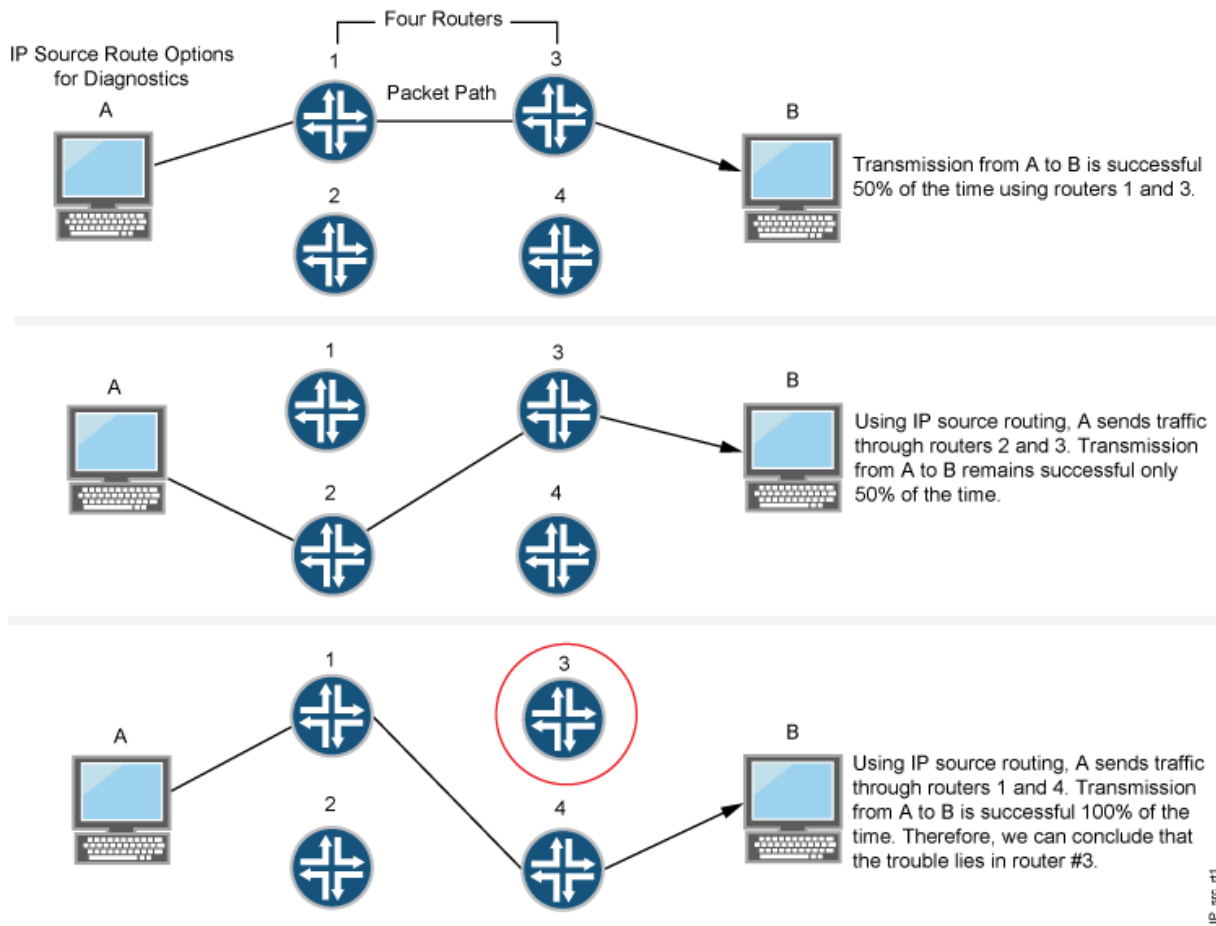 Four Routers
IP Source Route Options
for Diagnostics
A
1
Packet Path
3
B
2
4
Transmission from A to B is successful
50% of the time using routers 1 and 3.
A
1
3
B
2
4
Using IP source routing, A sends traffic
through routers 2 and 3. Transmission
from A to B remains successful only
50% of the time.
A
1
3
B
2
4
Using IP source routing, A sends traffic
through routers 1 and 4. Transmission
from A to B is successful 100% of the
time. Therefore, we can conclude that
the trouble lies in router #3.
IP_src_rt1